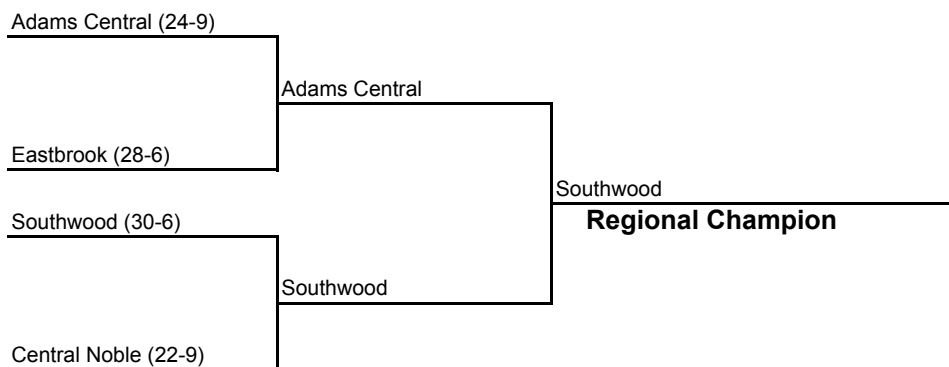 Adams Central (24-9)
Adams Central
Eastbrook (28-6)
Southwood
Regional Champion
Southwood (30-6)
Southwood
Central Noble (22-9)